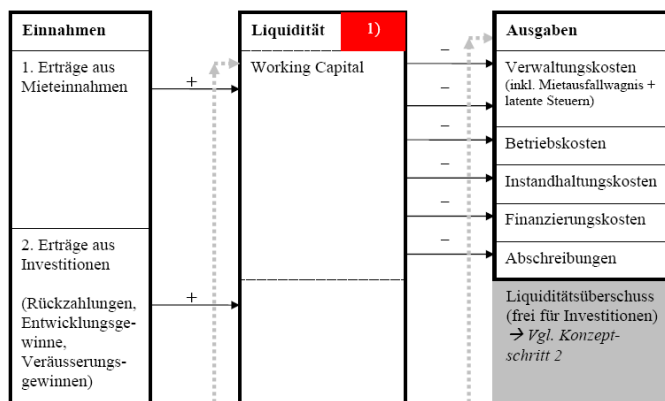 Einnahmen
1. Erträge aus
Mieteinnahmen
2. Erträge aus
Investitionen
(Rückzahlungen,
Entwicklungsge-
winne,
Veräusserungs-
gewinnen)
+
+
Liquidität
1)
Working Capital
–
–
–
–
–
–
Ausgaben
Verwaltungskosten
(inkl. Mietausfallwagnis +
latente Steuern)
Betriebskosten
Instandhaltungskosten
Finanzierungskosten
Abschreibungen
Liquiditätsüberschuss
(frei für Investitionen)
→ Vgl. Konzept-
schritt 2